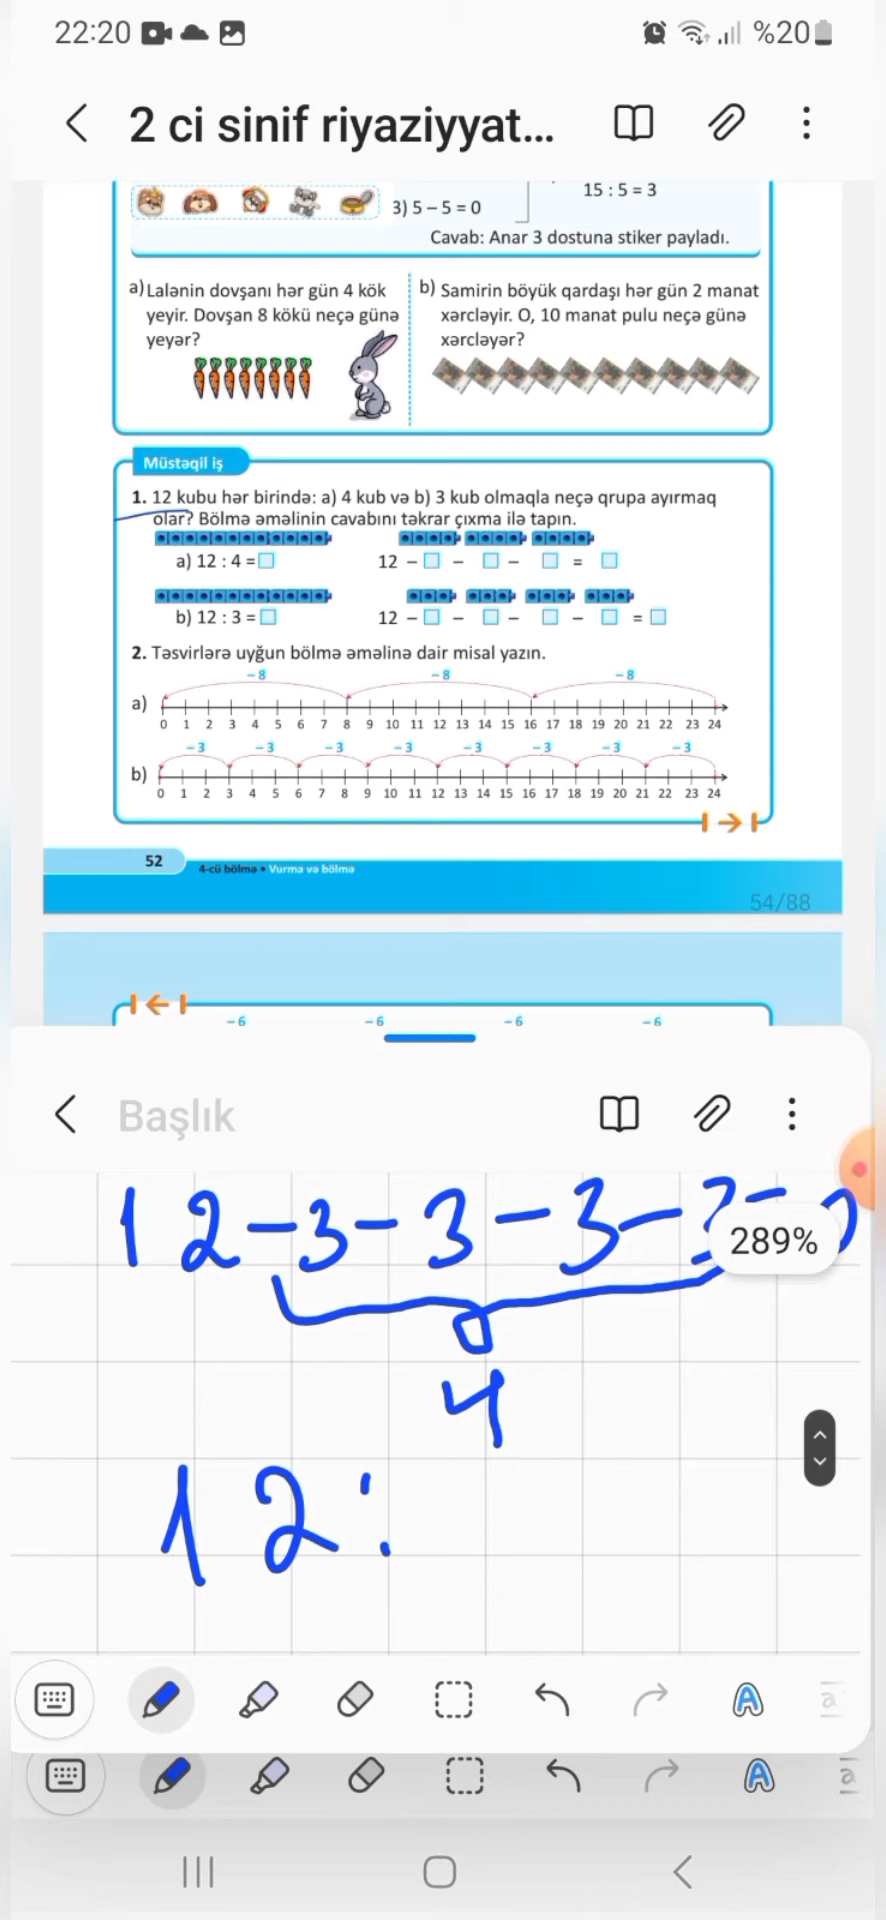 22:20 %20
2 ci sinif riyaziyyat...
15 : 5 = 3
3) 5 – 5 = 0
Cavab: Anar 3 dostuna stiker payladı.
a) Lalənin dovşanı hər gün 4 kök
yeyir. Dovşan 8 kökü neçə günə
yeyər?
b) Samirin böyük qardaşı hər gün 2 manat
xərcləyir. O, 10 manat pulu neçə günə
xərcləyər?
Müstəqil iş
1. 12 kubu hər birində: a) 4 kub və b) 3 kub olmaqla neçə qrupa ayırmaq
olar? Bölmə əməlinin cavabını təkrar çıxma ilə tapın.
a) 12 : 4 = 12 – – – =
b) 12 : 3 = 12 – – – – =
2. Təsvirlərə uyğun bölmə əməlinə dair misal yazın.
– 8 – 8 – 8
a)
0 1 2 3 4 5 6 7 8 9 10 11 12 13 14 15 16 17 18 19 20 21 22 23 24
– 3 – 3 – 3 – 3 – 3 – 3 – 3 – 3
b)
0 1 2 3 4 5 6 7 8 9 10 11 12 13 14 15 16 17 18 19 20 21 22 23 24
52 4-cü bölmə • Vurma və bölmə
54/88
– 6 – 6 – 6 – 6
Başlık
12-3-3-3-
289%
4
12: